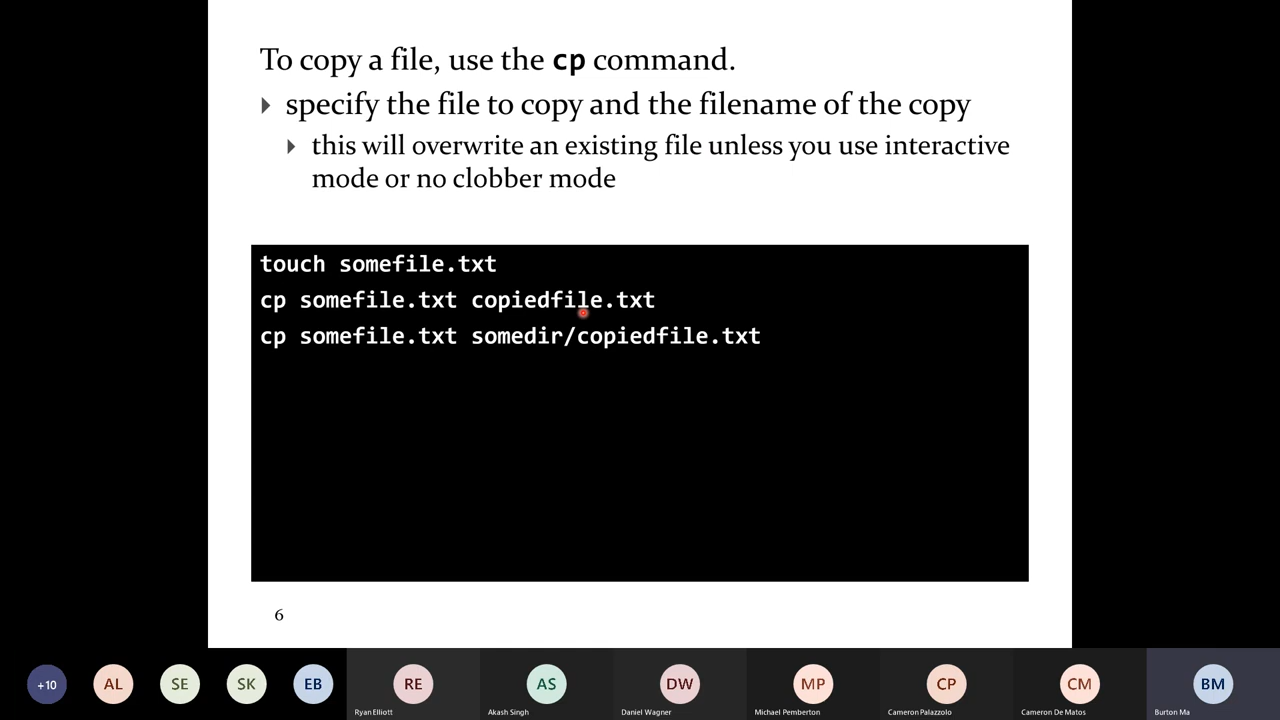 To copy a file, use the cp command.
specify the file to copy and the filename of the copy
this will overwrite an existing file unless you use interactive
mode or no clobber mode
touch somefile.txt
cp somefile.txt copiedfile.txt
cp somefile.txt somedir/copiedfile.txt
6
+10 AL SE SK EB RE AS DW MP CP CM BM
Ryan Elliott Akash Singh Daniel Wagner Michael Pemberton Cameron Palazzolo Cameron De Matos Burton Ma